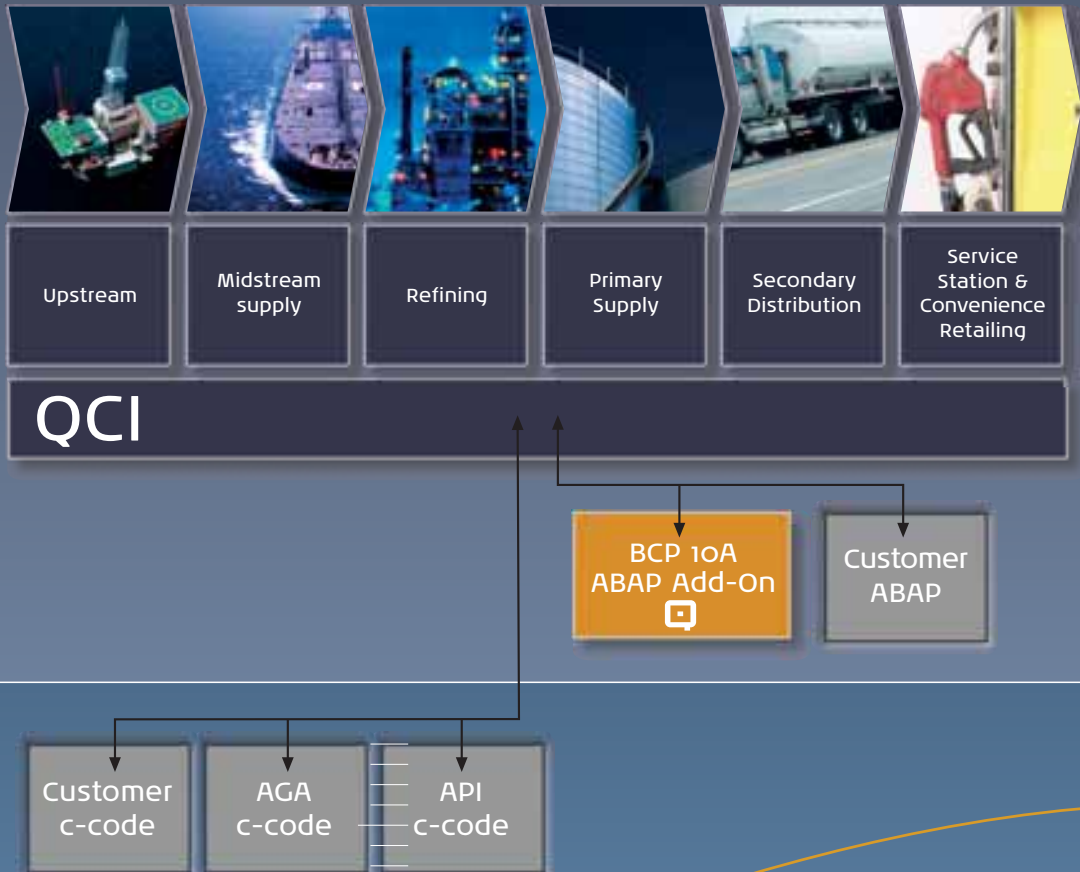 Upstream
Midstream
supply
Refining
Primary
Supply
Secondary
Distribution
Service
Station &
Convenience
Retailing
QCI
BCP 10A
ABAP Add-On
Customer
ABAP
Customer
c-code
AGA
c-code
API
c-code